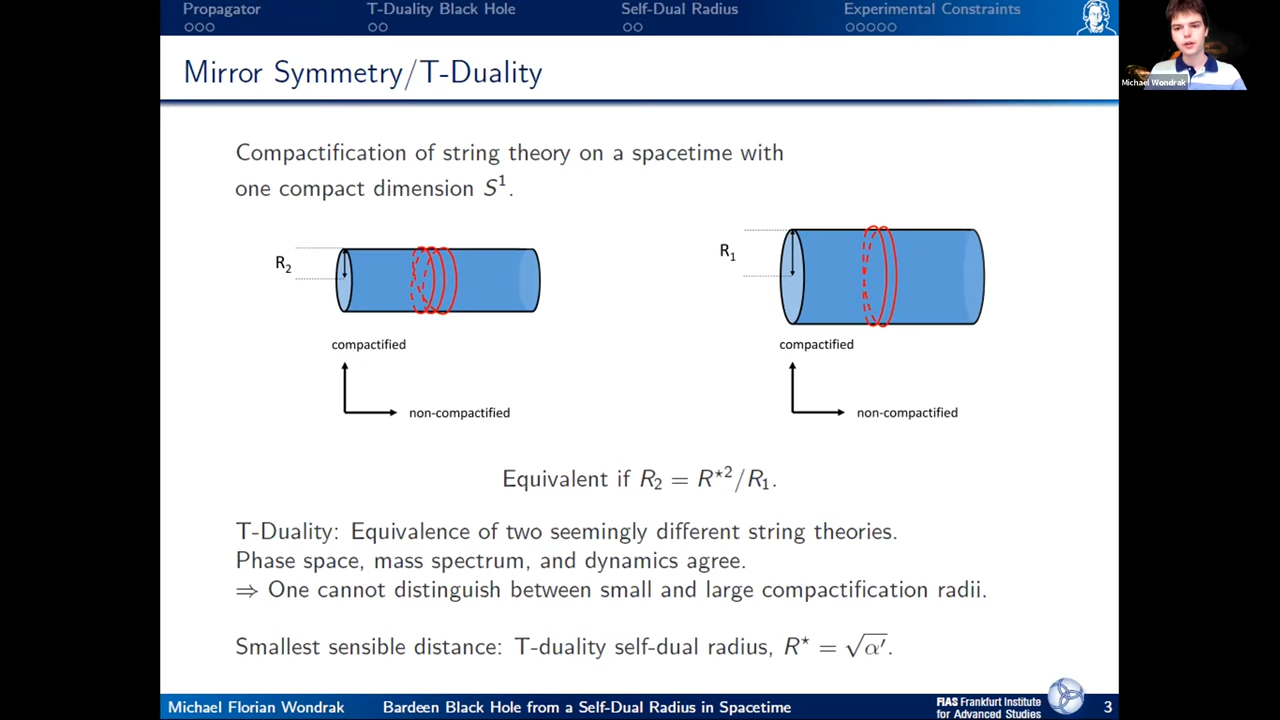 Propagator T-Duality Black Hole Self-Dual Radius Experimental Constraints
Michael Wondrak
Mirror Symmetry/T-Duality
Compactification of string theory on a spacetime with
one compact dimension S¹.
R₂
R₁
compactified
compactified
non-compactified
non-compactified
Equivalent if R₂ = R⋆²/R₁.
T-Duality: Equivalence of two seemingly different string theories.
Phase space, mass spectrum, and dynamics agree.
⇒ One cannot distinguish between small and large compactification radii.
Smallest sensible distance: T-duality self-dual radius, R⋆ = √α′.
Michael Florian Wondrak Bardeen Black Hole from a Self-Dual Radius in Spacetime
FIAS Frankfurt Institute
for Advanced Studies
3